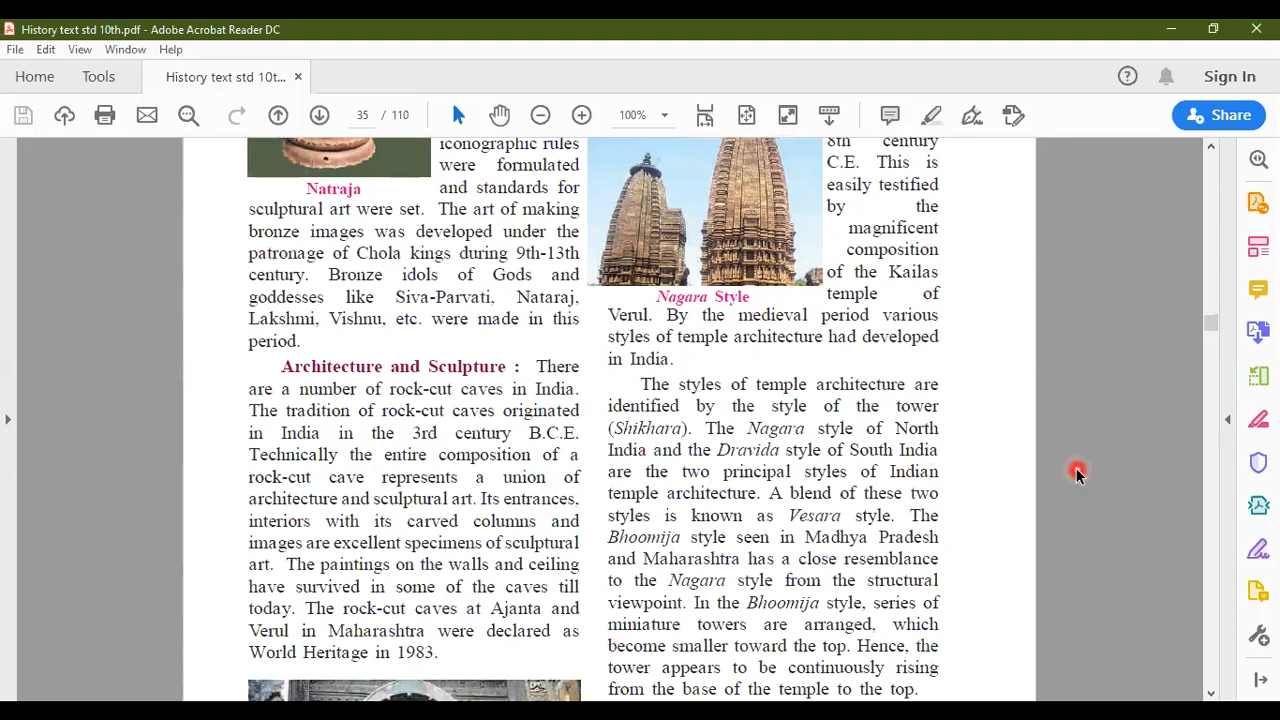 History text std 10th.pdf - Adobe Acrobat Reader DC
File Edit View Window Help
Home Tools History text std 10t... × Sign In
35 / 110 100% Share
iconographic rules
were formulated
Natraja and standards for
sculptural art were set. The art of making
bronze images was developed under the
patronage of Chola kings during 9th-13th
century. Bronze idols of Gods and
goddesses like Siva-Parvati, Nataraj,
Lakshmi, Vishnu, etc. were made in this
period.
Architecture and Sculpture : There
are a number of rock-cut caves in India.
The tradition of rock-cut caves originated
in India in the 3rd century B.C.E.
Technically the entire composition of a
rock-cut cave represents a union of
architecture and sculptural art. Its entrances,
interiors with its carved columns and
images are excellent specimens of sculptural
art. The paintings on the walls and ceiling
have survived in some of the caves till
today. The rock-cut caves at Ajanta and
Verul in Maharashtra were declared as
World Heritage in 1983.
8th century
C.E. This is
easily testified
by the
magnificent
composition
of the Kailas
Nagara Style temple of
Verul. By the medieval period various
styles of temple architecture had developed
in India.
The styles of temple architecture are
identified by the style of the tower
(Shikhara). The Nagara style of North
India and the Dravida style of South India
are the two principal styles of Indian
temple architecture. A blend of these two
styles is known as Vesara style. The
Bhoomija style seen in Madhya Pradesh
and Maharashtra has a close resemblance
to the Nagara style from the structural
viewpoint. In the Bhoomija style, series of
miniature towers are arranged, which
become smaller toward the top. Hence, the
tower appears to be continuously rising
from the base of the temple to the top.